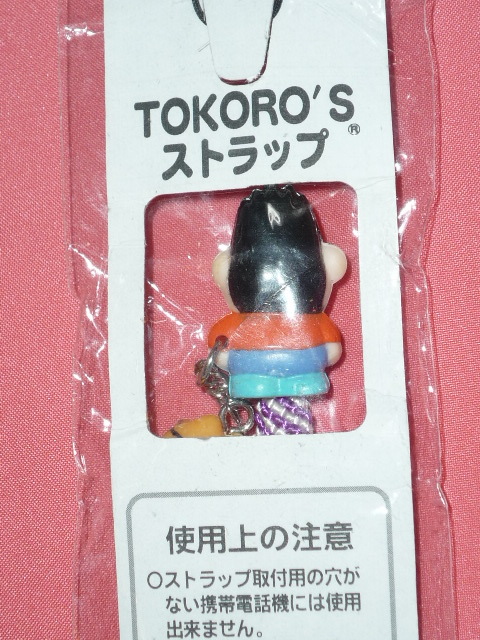 TOKORO'S
ストラップ®
使用上の注意
○ストラップ取付用の穴が
ない携帯電話機には使用
出来ません。